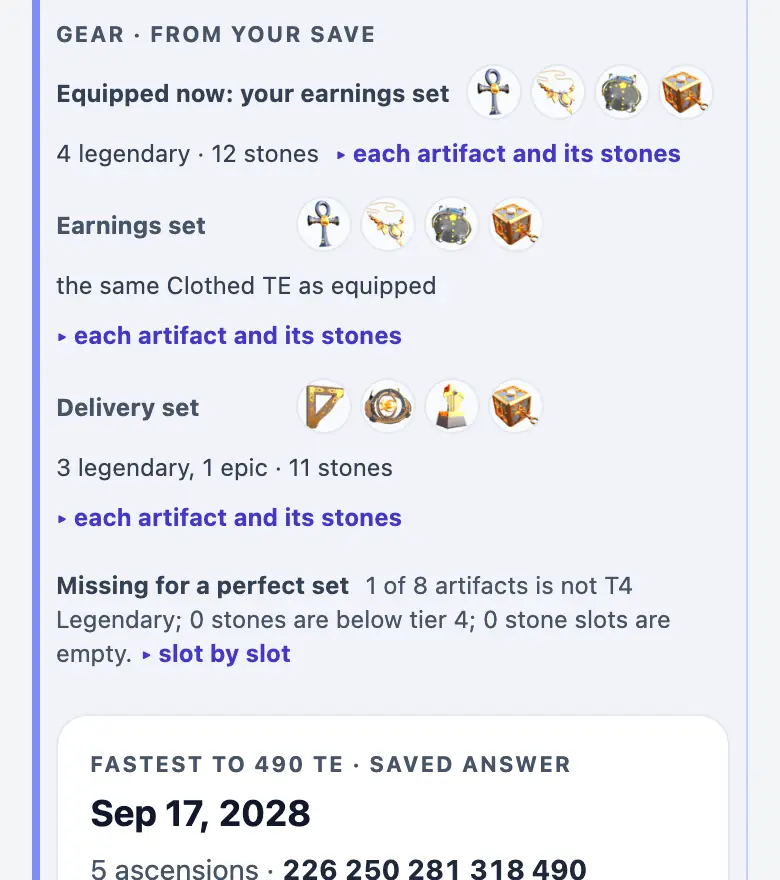 GEAR · FROM YOUR SAVE
Equipped now: your earnings set
4 legendary · 12 stones ▸ each artifact and its stones
Earnings set
the same Clothed TE as equipped
▸ each artifact and its stones
Delivery set
3 legendary, 1 epic · 11 stones
▸ each artifact and its stones
Missing for a perfect set 1 of 8 artifacts is not T4
Legendary; 0 stones are below tier 4; 0 stone slots are
empty. ▸ slot by slot
FASTEST TO 490 TE · SAVED ANSWER
Sep 17, 2028
5 ascensions · 226 250 281 318 490